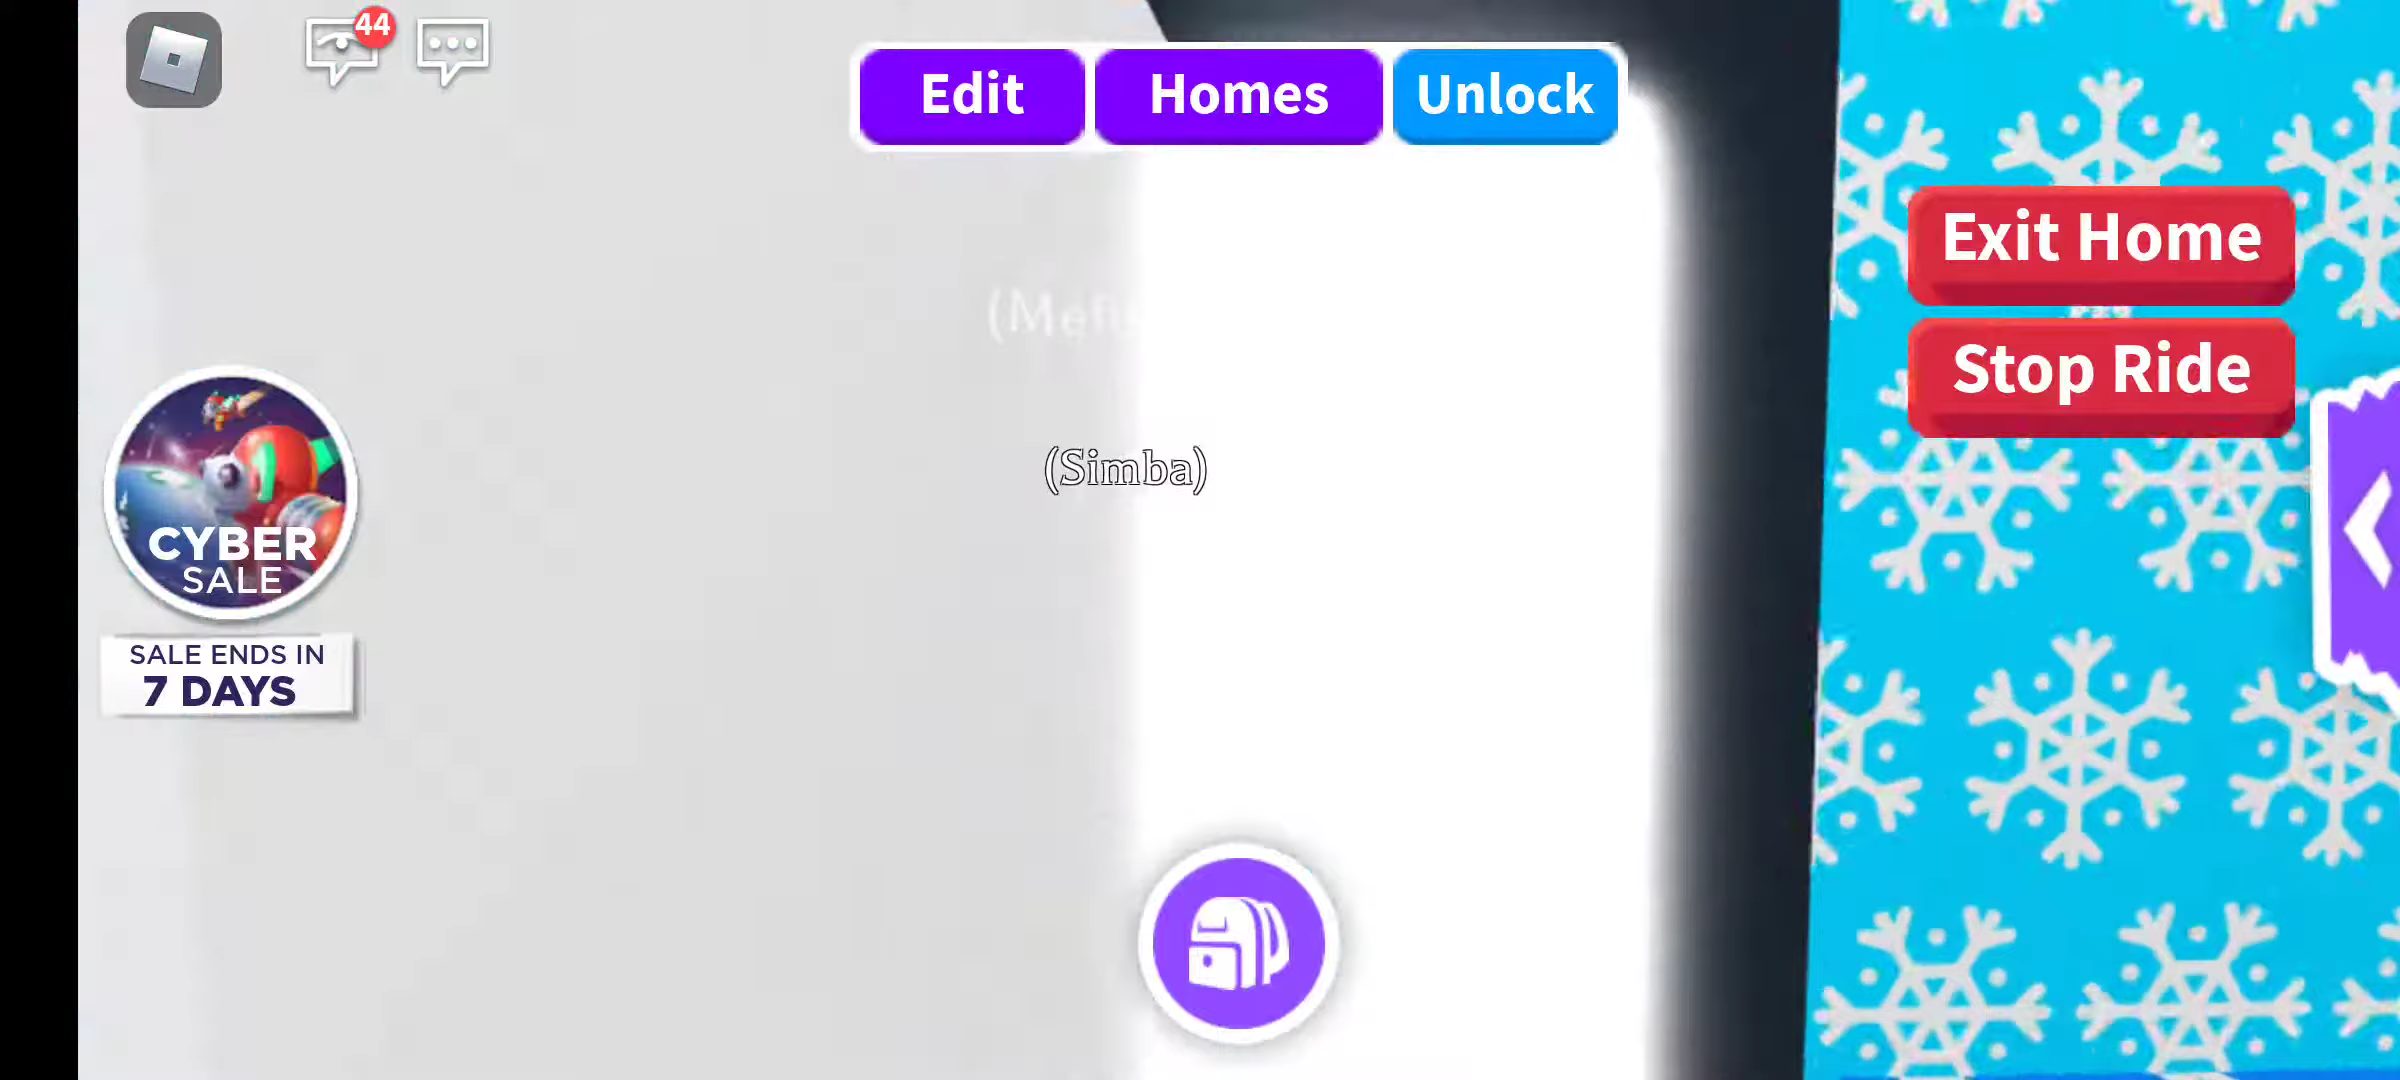 44
Edit
Homes
Unlock
Exit Home
Stop Ride
(Simba)
CYBER
SALE
SALE ENDS IN
7 DAYS